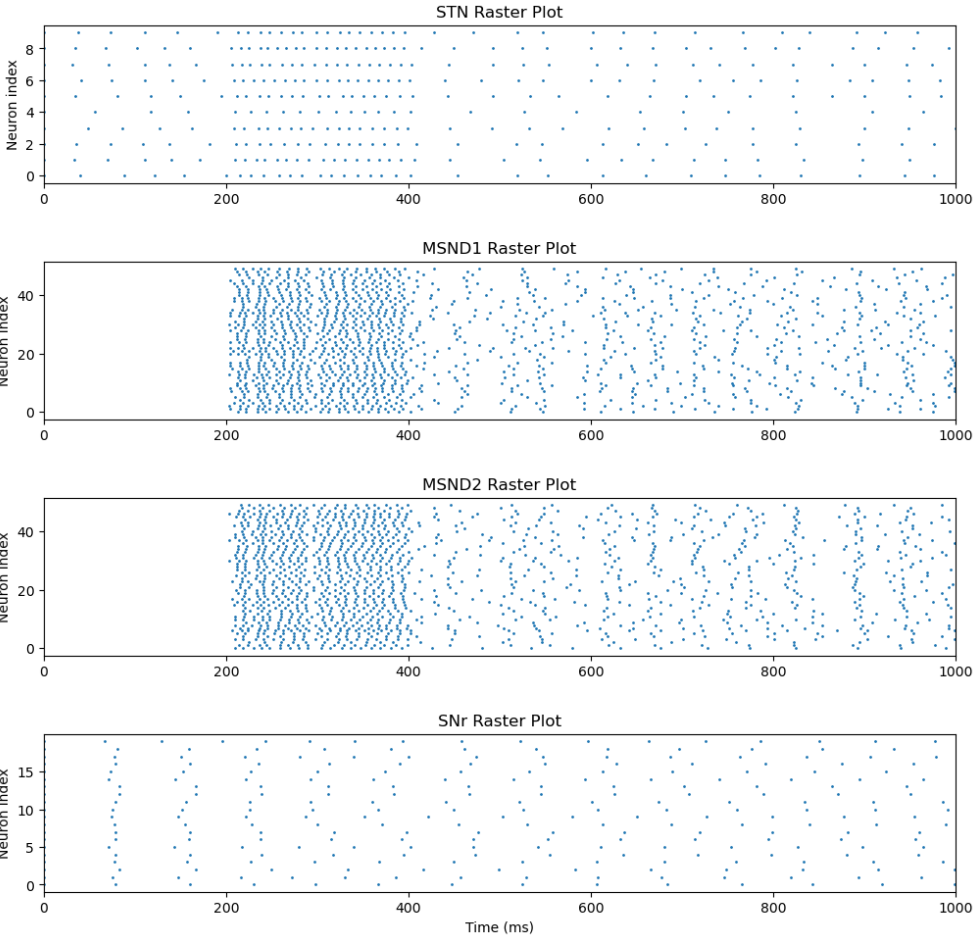 STN Raster Plot
Neuron index
8
6
4
2
0
0 200 400 600 800 1000
MSND1 Raster Plot
Neuron index
40
20
0
0 200 400 600 800 1000
MSND2 Raster Plot
Neuron index
40
20
0
0 200 400 600 800 1000
SNr Raster Plot
Neuron index
15
10
5
0
0 200 400 600 800 1000
Time (ms)